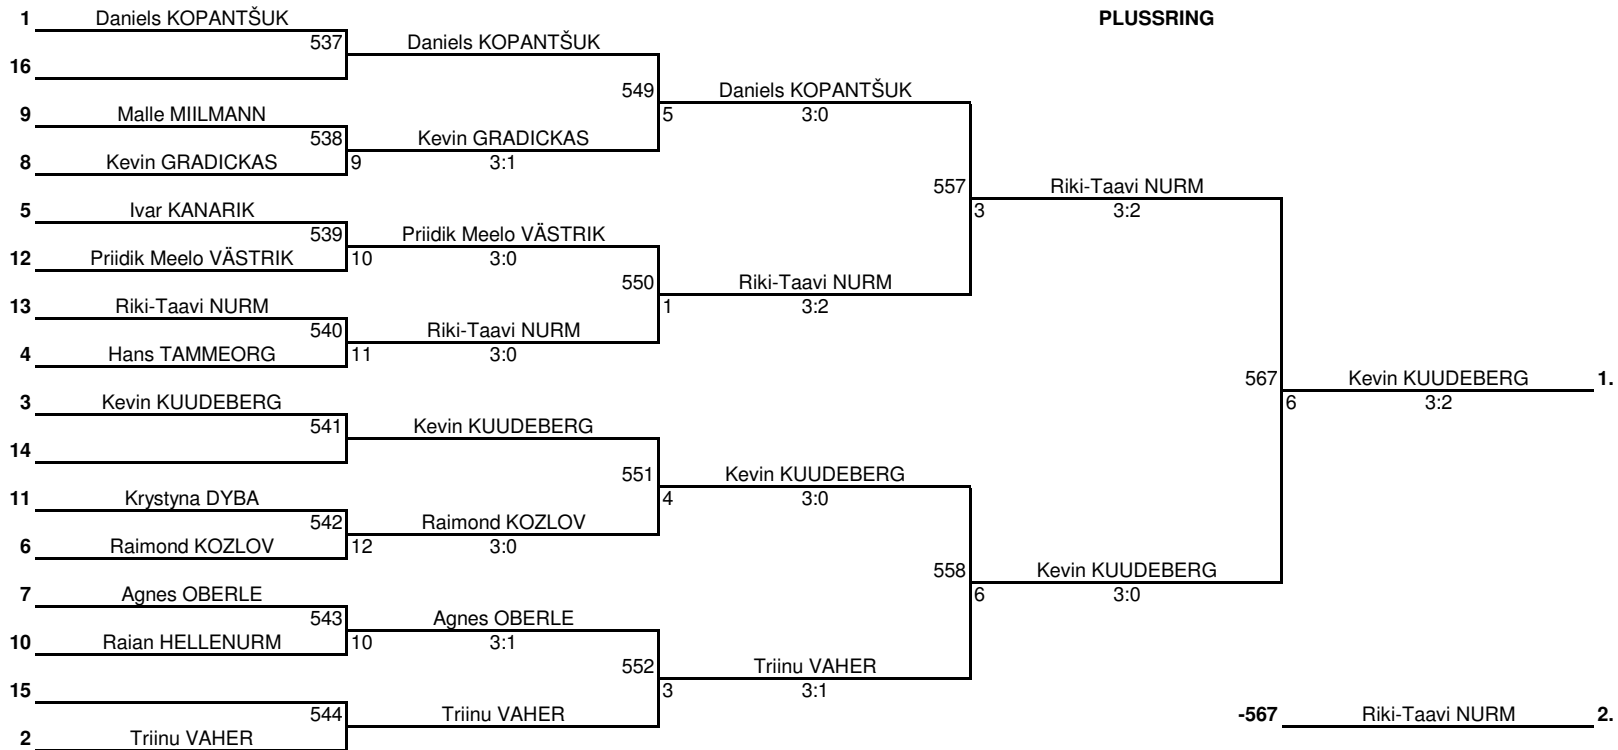 1 Daniels KOPANTŠUK PLUSSRING
537 Daniels KOPANTŠUK
16
549 Daniels KOPANTŠUK
9 Malle MIILMANN 5 3:0
538 Kevin GRADICKAS
8 Kevin GRADICKAS 9 3:1
557 Riki-Taavi NURM
5 Ivar KANARIK 3 3:2
539 Priidik Meelo VÄSTRIK
12 Priidik Meelo VÄSTRIK 10 3:0
550 Riki-Taavi NURM
13 Riki-Taavi NURM 1 3:2
540 Riki-Taavi NURM
4 Hans TAMMEORG 11 3:0
567 Kevin KUUDEBERG 1.
3 Kevin KUUDEBERG 6 3:2
541 Kevin KUUDEBERG
14
551 Kevin KUUDEBERG
11 Krystyna DYBA 4 3:0
542 Raimond KOZLOV
6 Raimond KOZLOV 12 3:0
558 Kevin KUUDEBERG
7 Agnes OBERLE 6 3:0
543 Agnes OBERLE
10 Raian HELLENURM 10 3:1
552 Triinu VAHER
15 3 3:1
544 Triinu VAHER -567 Riki-Taavi NURM 2.
2 Triinu VAHER